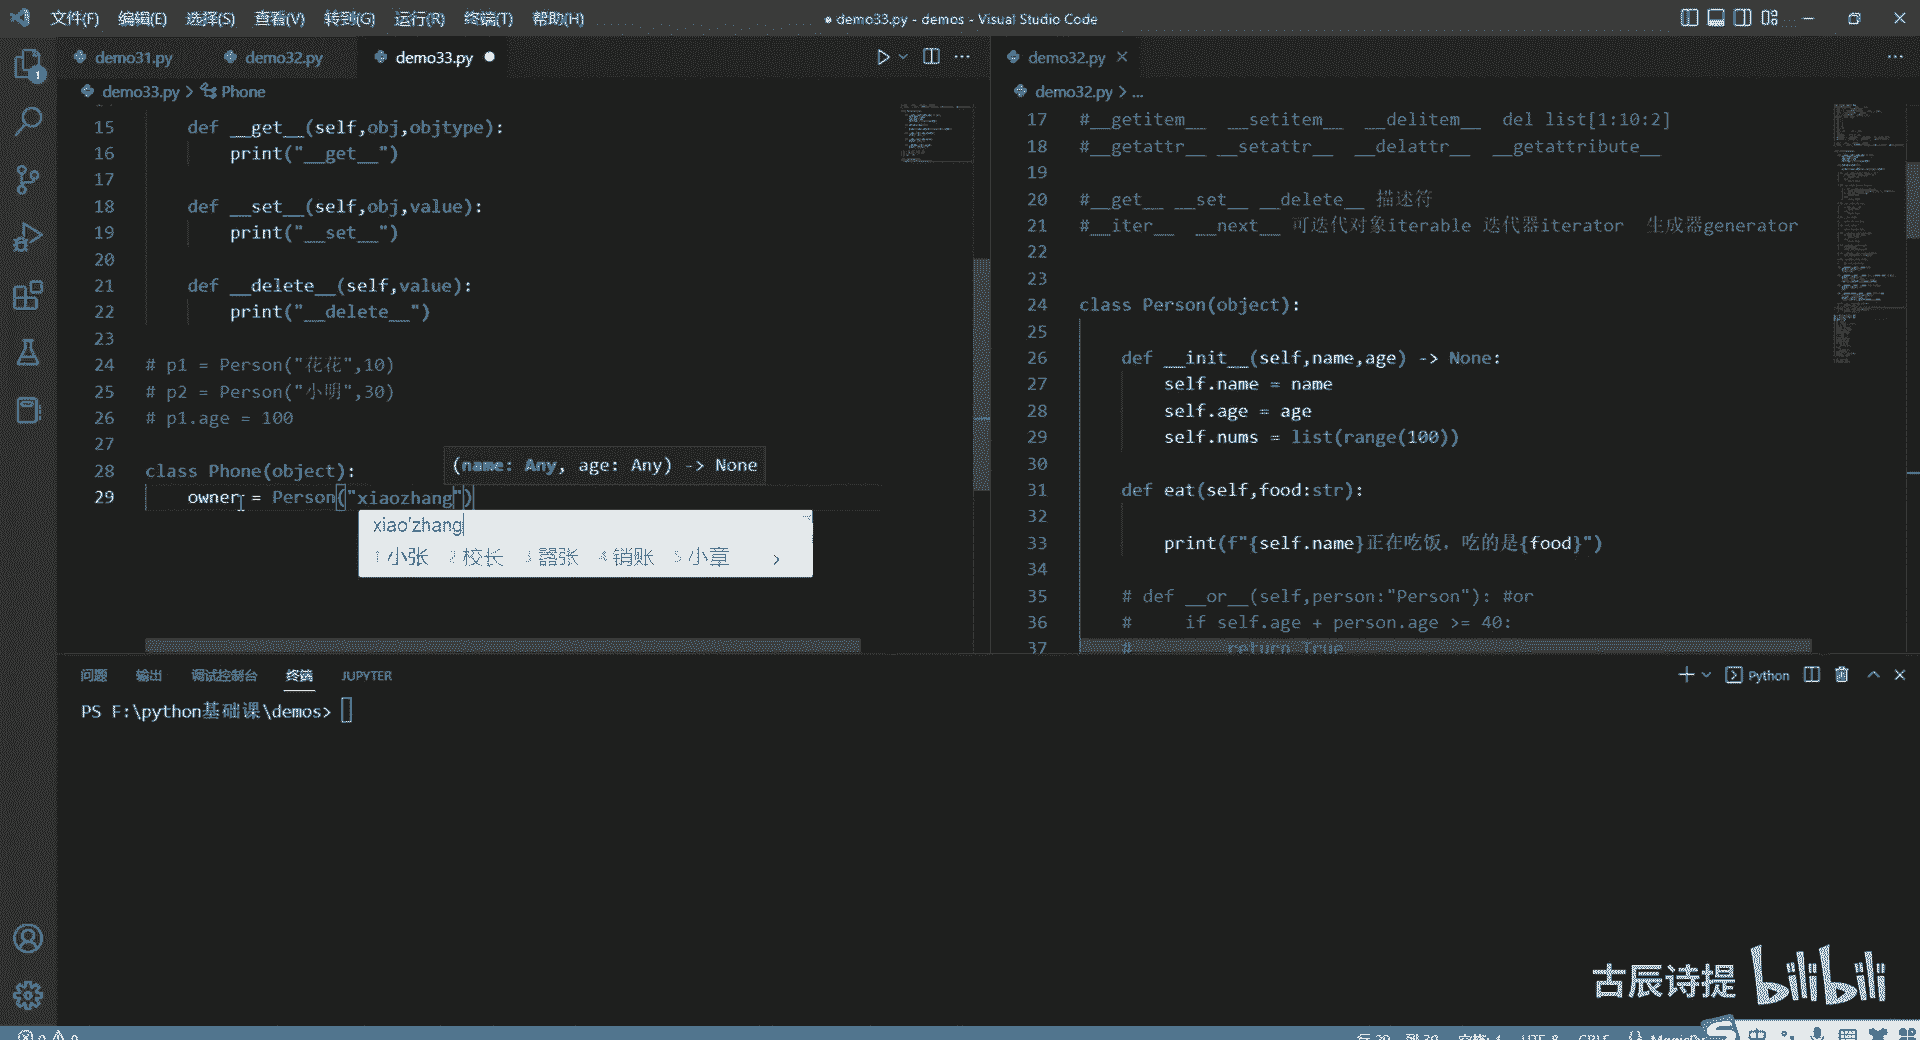 文件(F) 编辑(E) 选择(S) 查看(V) 转到(G) 运行(R) 终端(T) 帮助(H)
● demo33.py - demos - Visual Studio Code
demo31.py demo32.py demo33.py ●
demo33.py > Phone
15 def __get__(self,obj,objtype):
16 print("__get__")
17
18 def __set__(self,obj,value):
19 print("__set__")
20
21 def __delete__(self,value):
22 print("__delete__")
23
24 # p1 = Person("花花",10)
25 # p2 = Person("小明",30)
26 # p1.age = 100
27
(name: Any, age: Any) -> None
28 class Phone(object):
29 owner = Person("xiaozhang")
xiao'zhang
1 小张 2 校长 3 嚣张 4 销账 5 小章 >
demo32.py
demo32.py > ...
17 #__getitem__ __setitem__ __delitem__ del list[1:10:2]
18 #__getattr__ __setattr__ __delattr__ __getattribute__
19
20 #__get__ __set__ __delete__ 描述符
21 #__iter__ __next__ 可迭代对象iterable 迭代器iterator 生成器generator
22
23
24 class Person(object):
25
26 def __init__(self,name,age) -> None:
27 self.name = name
28 self.age = age
29 self.nums = list(range(100))
30
31 def eat(self,food:str):
32
33 print(f"{self.name}正在吃饭，吃的是{food}")
34
35 # def __or__(self,person:"Person"): #or
36 # if self.age + person.age >= 40:
37 # return True
问题 输出 调试控制台 终端 JUPYTER
Python
PS F:\python基础课\demos>
古辰诗提 bilibili